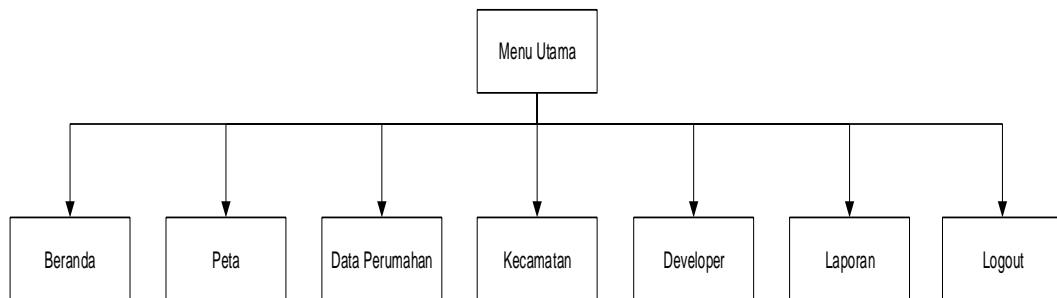 Menu Utama
Beranda
Peta
Data Perumahan
Kecamatan
Developer
Laporan
Logout